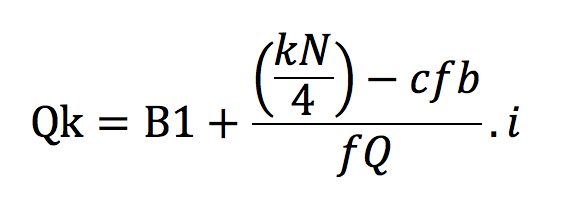 Qk = B1 + ((kN/4) − cfb)/fQ . i